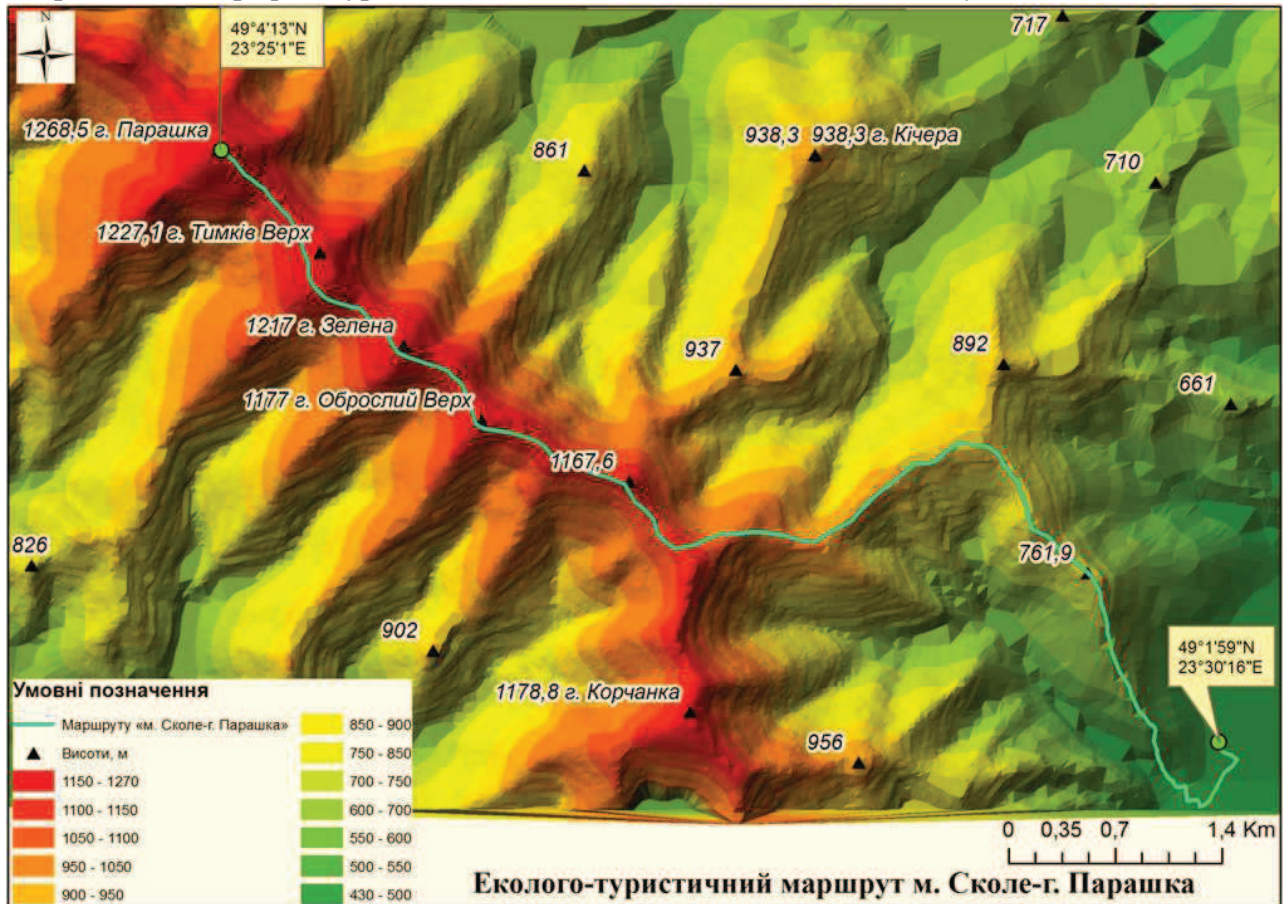 N
49°4'13"N
23°25'1"E
717
1268,5 г. Парашка
861
938,3 938,3 г. Кічера
710
1227,1 г. Тимків Верх
1217 г. Зелена
937
892
661
1177 г. Оброслий Верх
1167,6
826
761,9
902
49°1'59"N
23°30'16"E
1178,8 г. Корчанка
956
Умовні позначення
Маршруту «м. Сколе-г. Парашка»
Висоти, м
1150 - 1270
1100 - 1150
1050 - 1100
950 - 1050
900 - 950
850 - 900
750 - 850
700 - 750
600 - 700
550 - 600
500 - 550
430 - 500
0 0,35 0,7 1,4 Km
Еколого-туристичний маршрут м. Сколе-г. Парашка